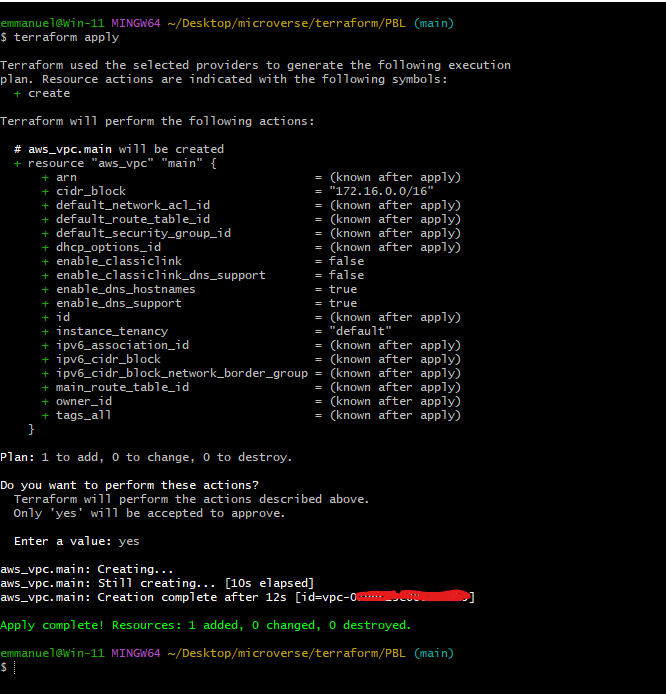 emmanuel@Win-11 MINGW64 ~/Desktop/microverse/terraform/PBL (main)
$ terraform apply
Terraform used the selected providers to generate the following execution
plan. Resource actions are indicated with the following symbols:
+ create
Terraform will perform the following actions:
# aws_vpc.main will be created
+ resource "aws_vpc" "main" {
+ arn = (known after apply)
+ cidr_block = "172.16.0.0/16"
+ default_network_acl_id = (known after apply)
+ default_route_table_id = (known after apply)
+ default_security_group_id = (known after apply)
+ dhcp_options_id = (known after apply)
+ enable_classiclink = false
+ enable_classiclink_dns_support = false
+ enable_dns_hostnames = true
+ enable_dns_support = true
+ id = (known after apply)
+ instance_tenancy = "default"
+ ipv6_association_id = (known after apply)
+ ipv6_cidr_block = (known after apply)
+ ipv6_cidr_block_network_border_group = (known after apply)
+ main_route_table_id = (known after apply)
+ owner_id = (known after apply)
+ tags_all = (known after apply)
}
Plan: 1 to add, 0 to change, 0 to destroy.
Do you want to perform these actions?
Terraform will perform the actions described above.
Only 'yes' will be accepted to approve.
Enter a value: yes
aws_vpc.main: Creating...
aws_vpc.main: Still creating... [10s elapsed]
aws_vpc.main: Creation complete after 12s [id=vpc-0 ]
Apply complete! Resources: 1 added, 0 changed, 0 destroyed.
emmanuel@Win-11 MINGW64 ~/Desktop/microverse/terraform/PBL (main)
$